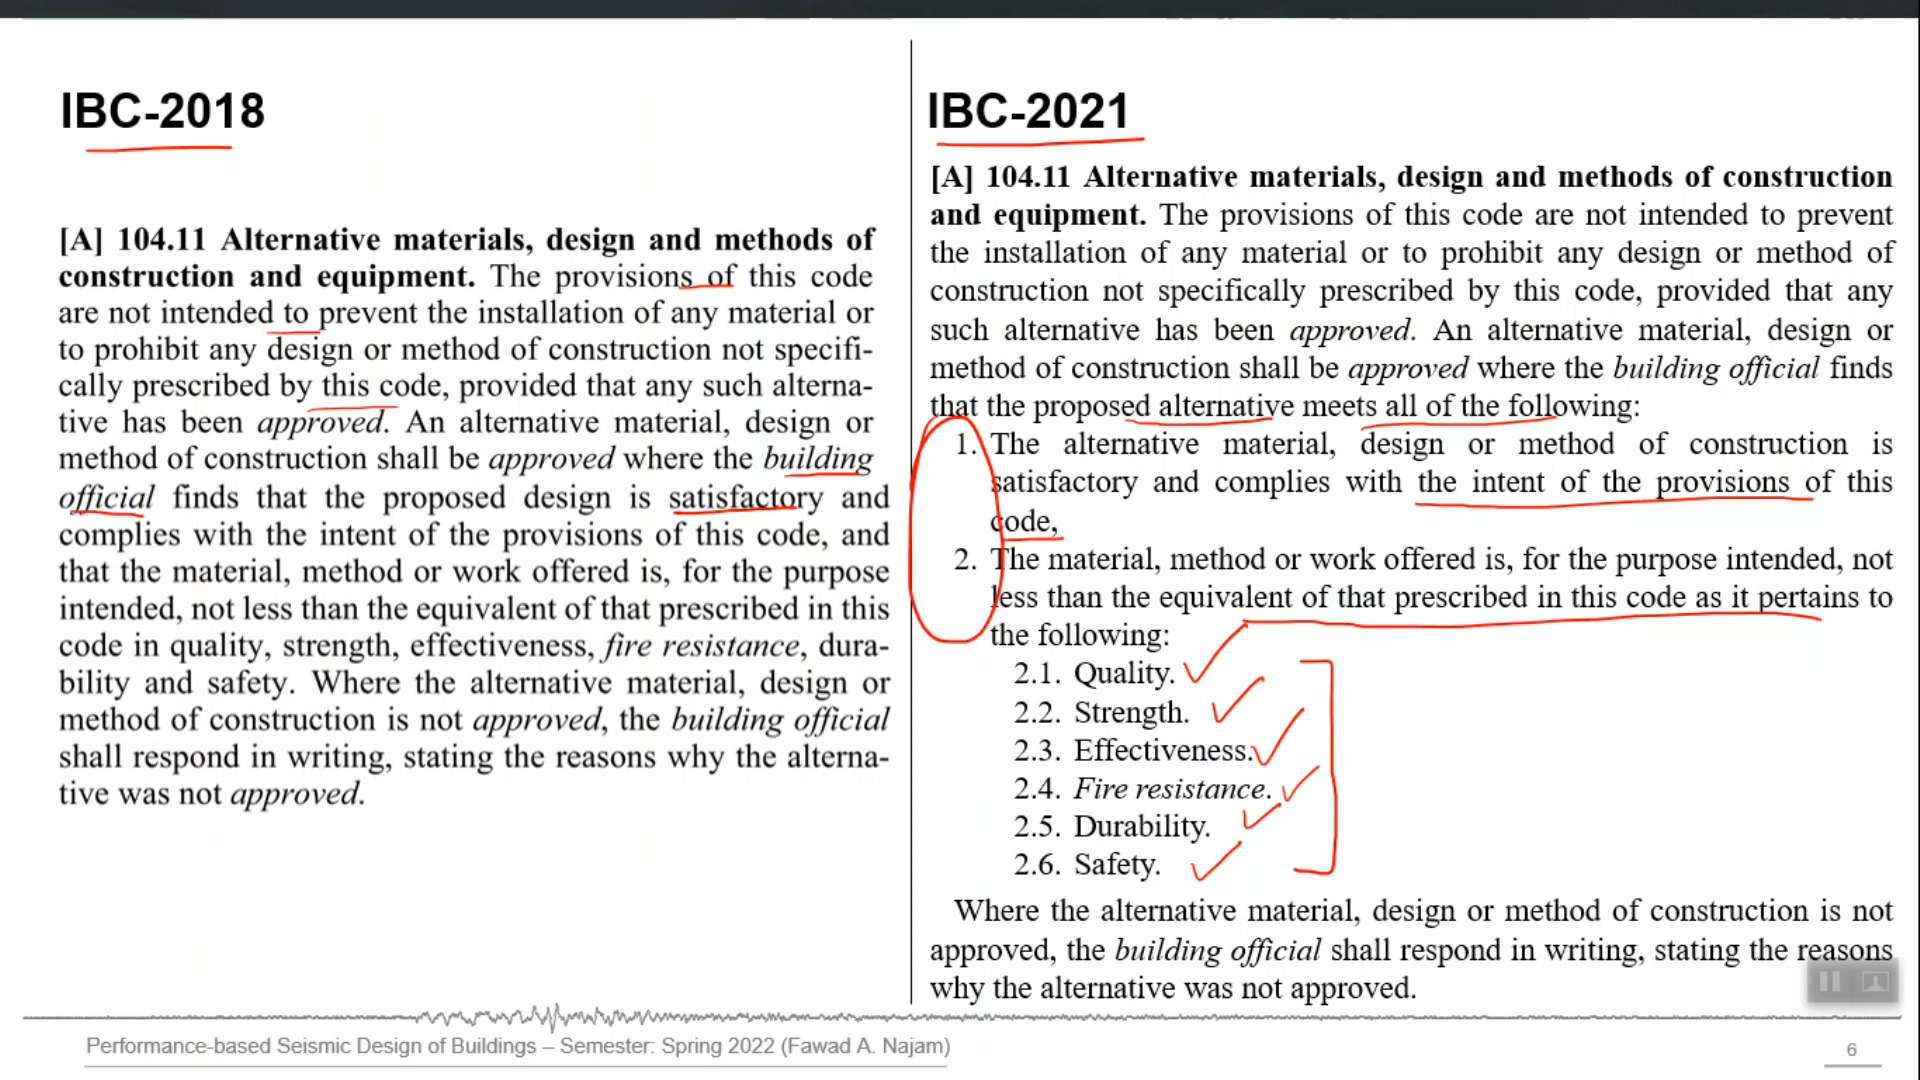 IBC-2018
[A] 104.11 Alternative materials, design and methods of
construction and equipment. The provisions of this code
are not intended to prevent the installation of any material or
to prohibit any design or method of construction not specifi-
cally prescribed by this code, provided that any such alterna-
tive has been approved. An alternative material, design or
method of construction shall be approved where the building
official finds that the proposed design is satisfactory and
complies with the intent of the provisions of this code, and
that the material, method or work offered is, for the purpose
intended, not less than the equivalent of that prescribed in this
code in quality, strength, effectiveness, fire resistance, dura-
bility and safety. Where the alternative material, design or
method of construction is not approved, the building official
shall respond in writing, stating the reasons why the alterna-
tive was not approved.
IBC-2021
[A] 104.11 Alternative materials, design and methods of construction
and equipment. The provisions of this code are not intended to prevent
the installation of any material or to prohibit any design or method of
construction not specifically prescribed by this code, provided that any
such alternative has been approved. An alternative material, design or
method of construction shall be approved where the building official finds
that the proposed alternative meets all of the following:
1. The alternative material, design or method of construction is
satisfactory and complies with the intent of the provisions of this
code,
2. The material, method or work offered is, for the purpose intended, not
less than the equivalent of that prescribed in this code as it pertains to
the following:
2.1. Quality.
2.2. Strength.
2.3. Effectiveness.
2.4. Fire resistance.
2.5. Durability.
2.6. Safety.
Where the alternative material, design or method of construction is not
approved, the building official shall respond in writing, stating the reasons
why the alternative was not approved.
Performance-based Seismic Design of Buildings – Semester: Spring 2022 (Fawad A. Najam)
6